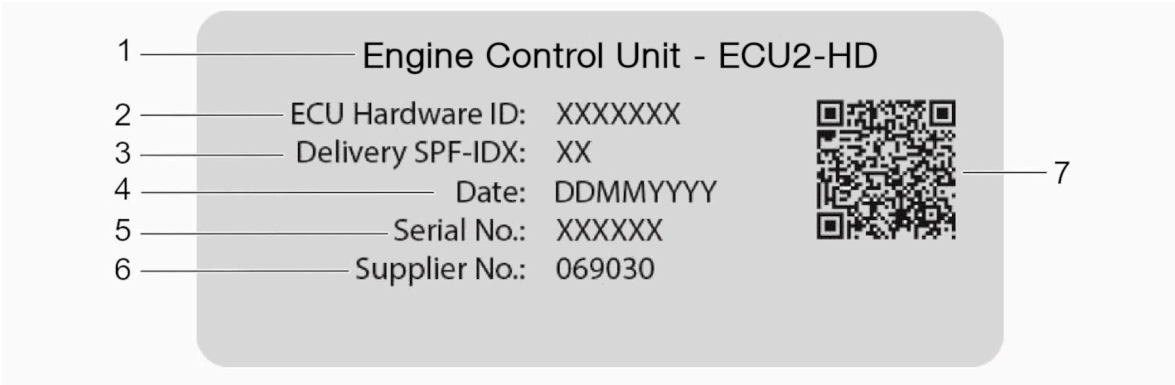 1 Engine Control Unit - ECU2-HD
2 ECU Hardware ID: XXXXXXX
3 Delivery SPF-IDX: XX
4 Date: DDMMYYYY
5 Serial No.: XXXXXX
6 Supplier No.: 069030
7